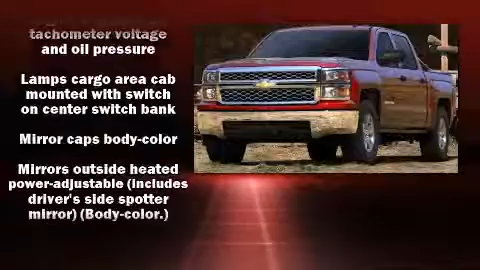 tachometer voltage
and oil pressure
Lamps cargo area cab
mounted with switch
on center switch bank
Mirror caps body-color
Mirrors outside heated
power-adjustable (includes
driver's side spotter
mirror) (Body-color.)